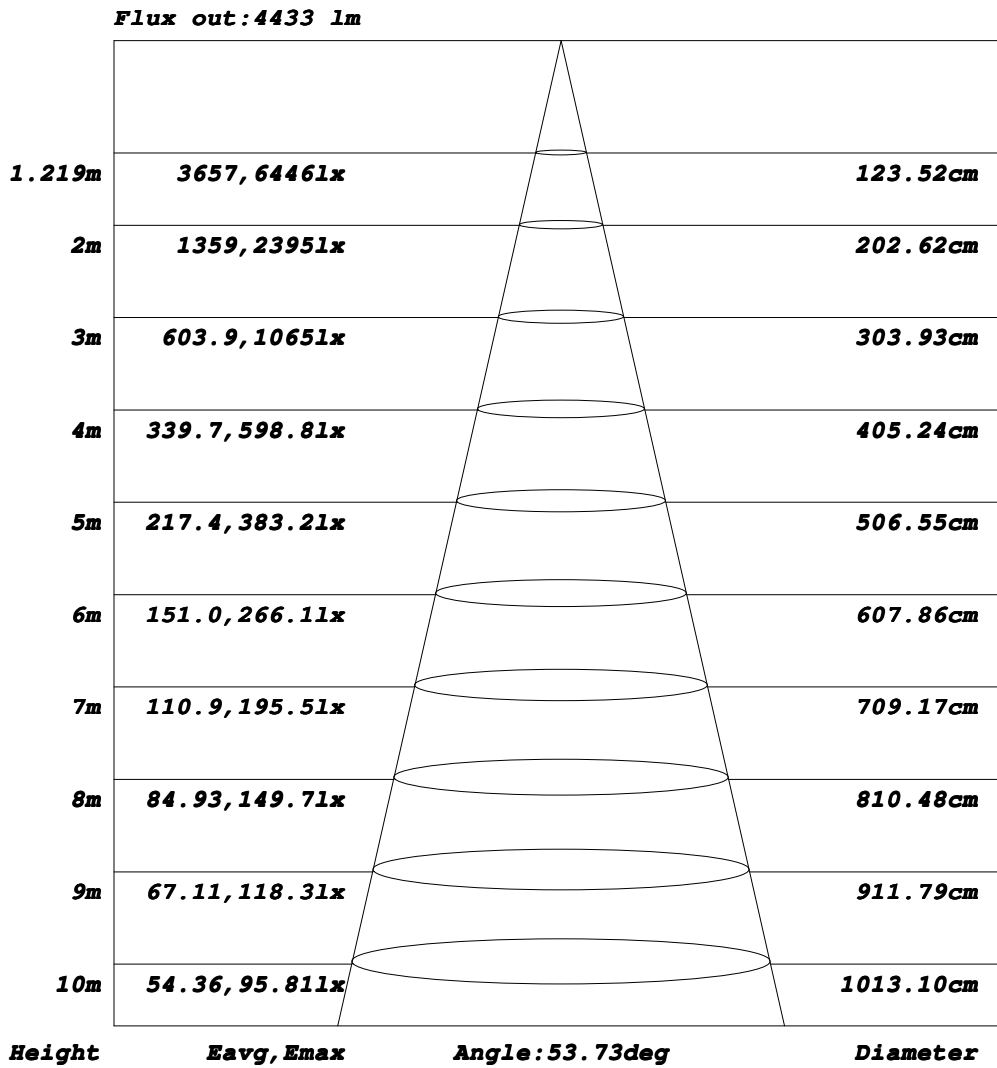 Flux out:4433 lm
1.219m 3657,6446lx 123.52cm
2m 1359,2395lx 202.62cm
3m 603.9,1065lx 303.93cm
4m 339.7,598.8lx 405.24cm
5m 217.4,383.2lx 506.55cm
6m 151.0,266.1lx 607.86cm
7m 110.9,195.5lx 709.17cm
8m 84.93,149.7lx 810.48cm
9m 67.11,118.3lx 911.79cm
10m 54.36,95.81lx 1013.10cm
Height Eavg,Emax Angle:53.73deg Diameter